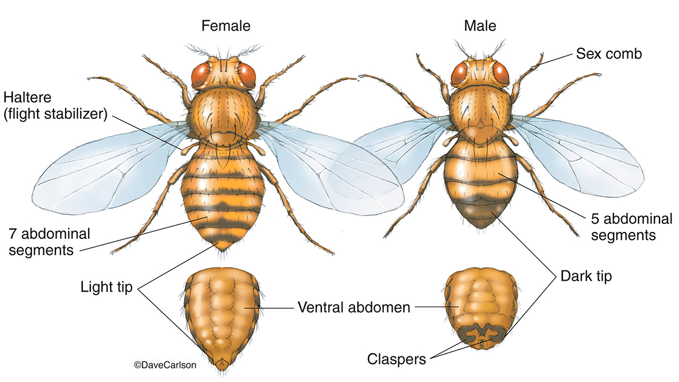 Female
Male
Sex comb
Haltere
(flight stabilizer)
7 abdominal
segments
5 abdominal
segments
Light tip
Dark tip
Ventral abdomen
Claspers
©DaveCarlson